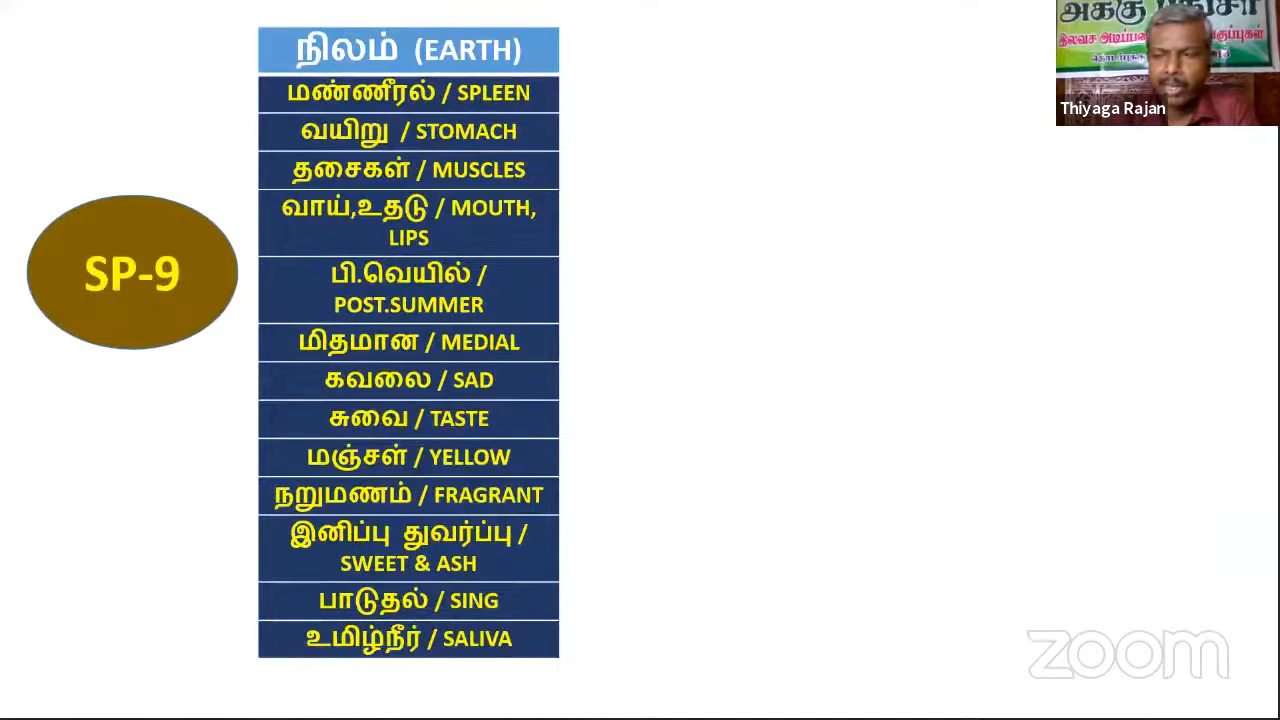 நிலம் (EARTH)
மண்ணீரல் / SPLEEN
வயிறு / STOMACH
தசைகள் / MUSCLES
வாய்,உதடு / MOUTH,
LIPS
பி.வெயில் /
POST.SUMMER
மிதமான / MEDIAL
கவலை / SAD
சுவை / TASTE
மஞ்சள் / YELLOW
நறுமணம் / FRAGRANT
இனிப்பு துவர்ப்பு /
SWEET & ASH
பாடுதல் / SING
உமிழ்நீர் / SALIVA
SP-9
அக்கு
இலவச
Thiyaga Rajan
zoom